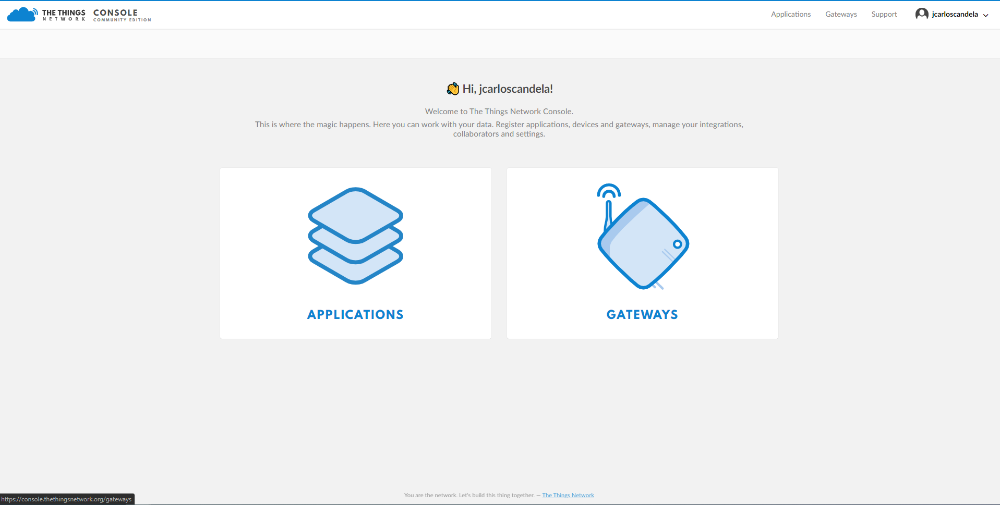 THE THINGS
NETWORK
CONSOLE
COMMUNITY EDITION
Applications
Gateways
Support
jcarloscandela
Hi, jcarloscandela!
Welcome to The Things Network Console.
This is where the magic happens. Here you can work with your data. Register applications, devices and gateways, manage your integrations,
collaborators and settings.
APPLICATIONS
GATEWAYS
You are the network. Let's build this thing together. — The Things Network
https://console.thethingsnetwork.org/gateways